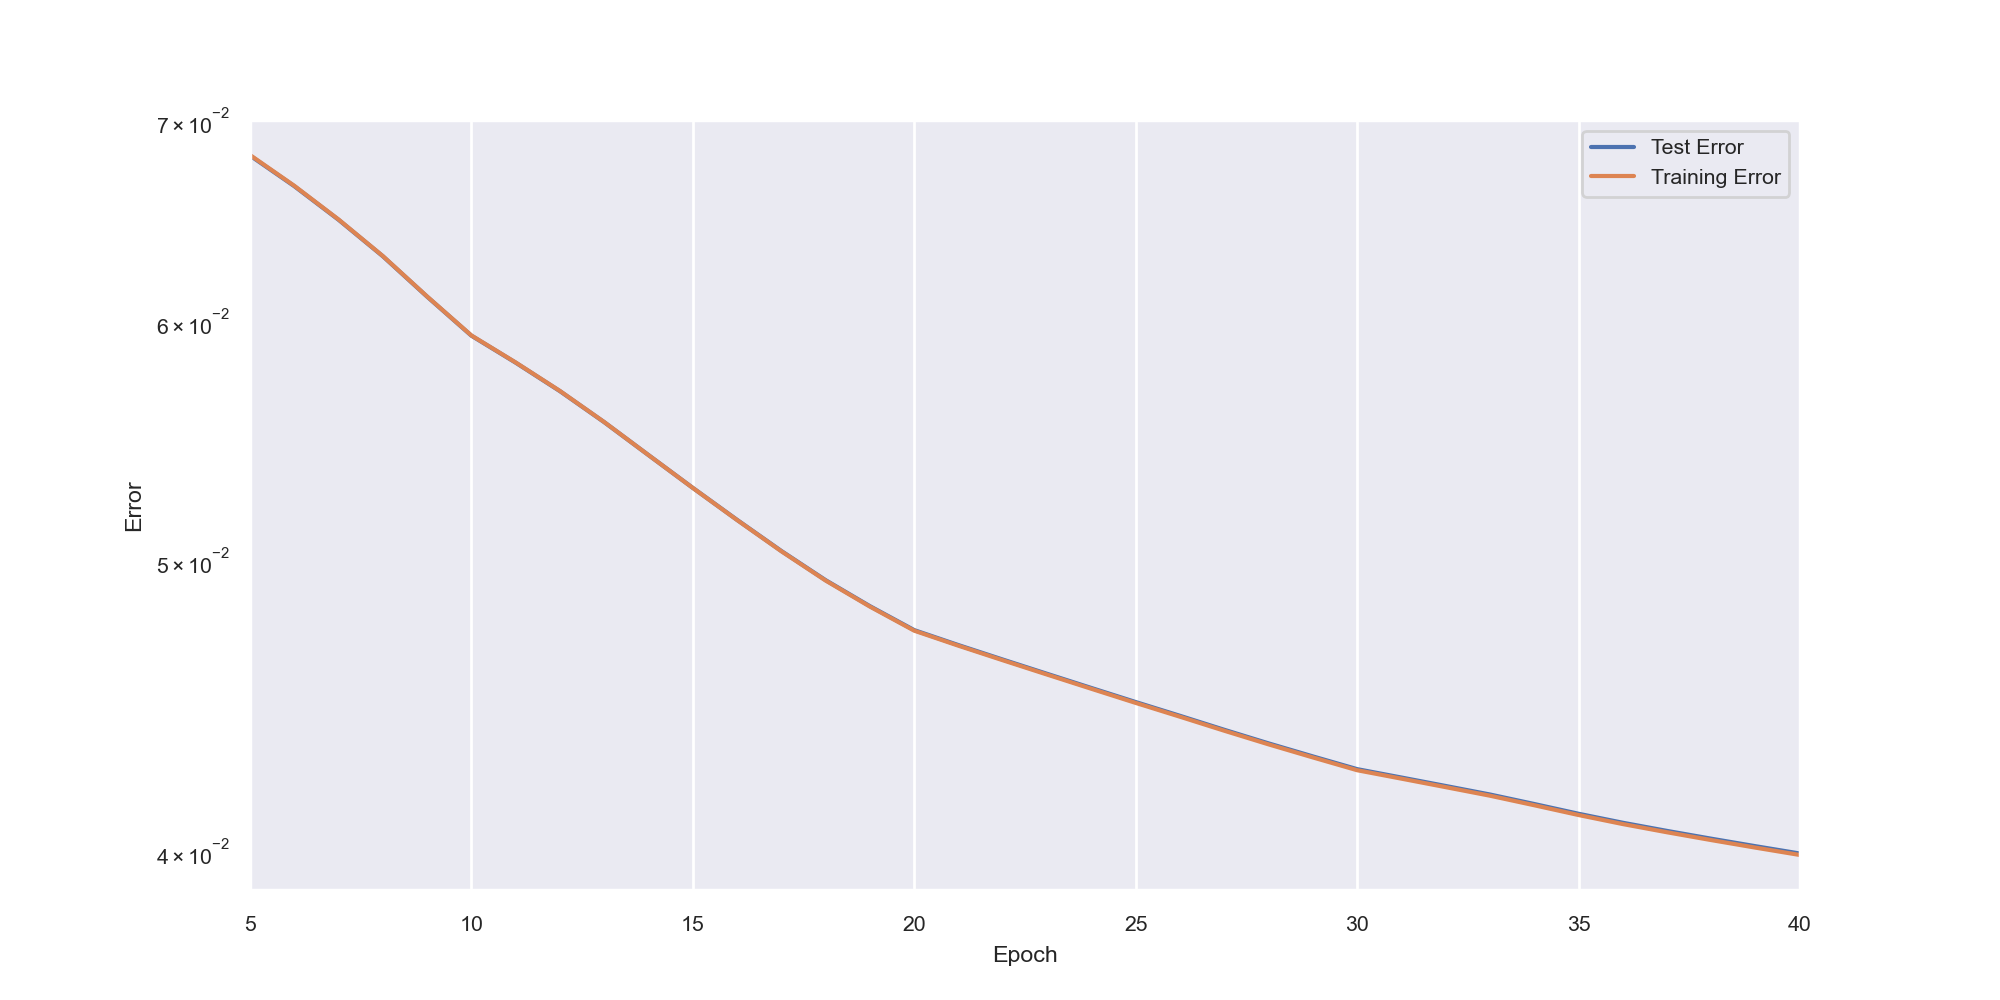 7 × 10⁻²
6 × 10⁻²
5 × 10⁻²
4 × 10⁻²
Error
Test Error
Training Error
5 10 15 20 25 30 35 40
Epoch